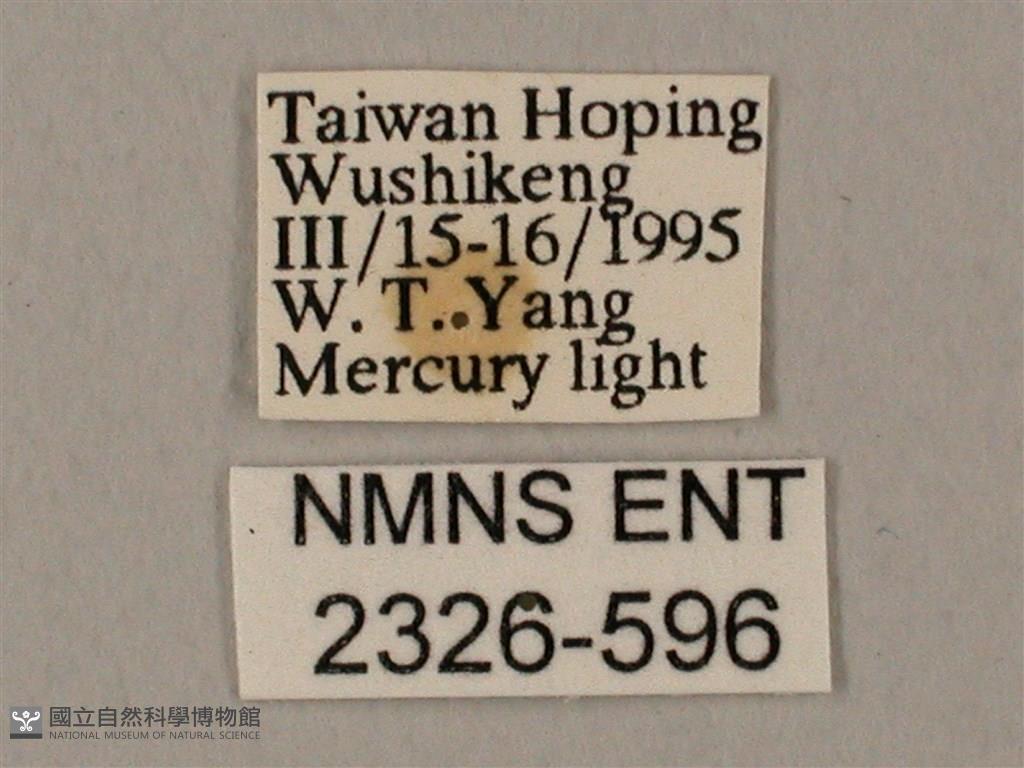 Taiwan Hoping
Wushikeng
III/15-16/1995
W. T. Yang
Mercury light
NMNS ENT
2326-596
國立自然科學博物館
NATIONAL MUSEUM OF NATURAL SCIENCE